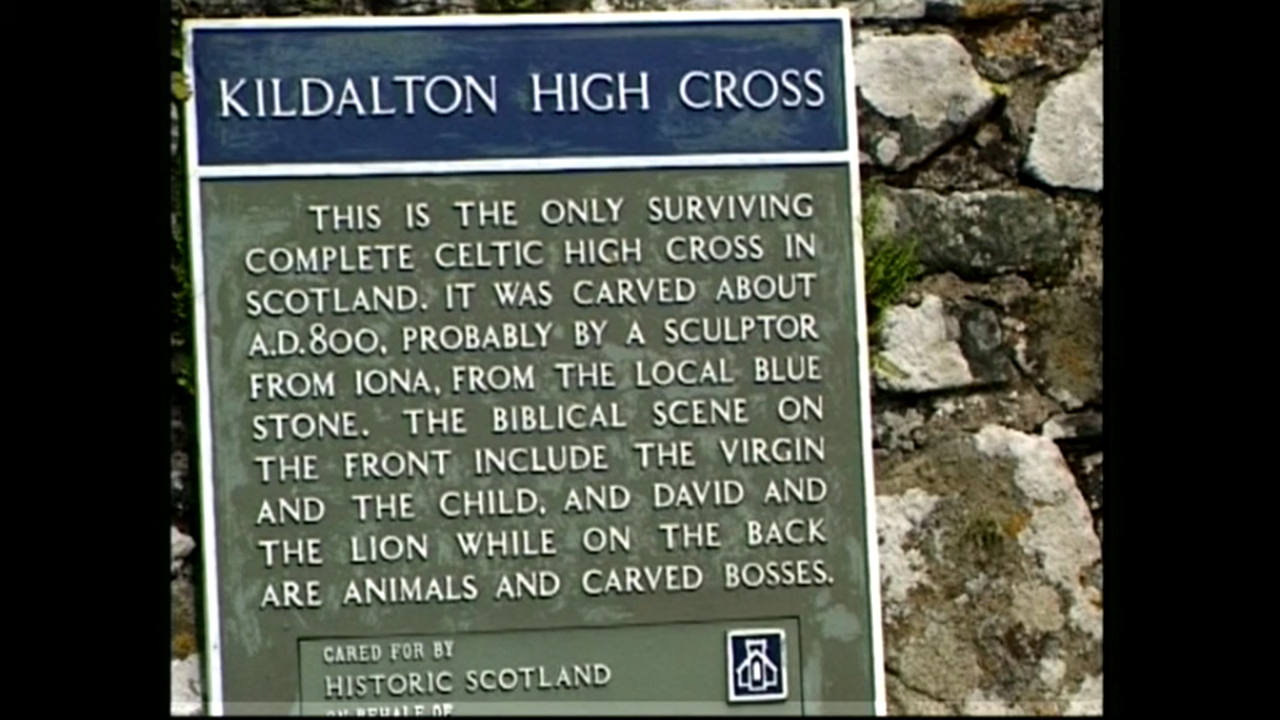 KILDALTON HIGH CROSS
THIS IS THE ONLY SURVIVING
COMPLETE CELTIC HIGH CROSS IN
SCOTLAND. IT WAS CARVED ABOUT
A.D.800, PROBABLY BY A SCULPTOR
FROM IONA, FROM THE LOCAL BLUE
STONE. THE BIBLICAL SCENE ON
THE FRONT INCLUDE THE VIRGIN
AND THE CHILD, AND DAVID AND
THE LION WHILE ON THE BACK
ARE ANIMALS AND CARVED BOSSES.
CARED FOR BY
HISTORIC SCOTLAND
ON BEHALF OF